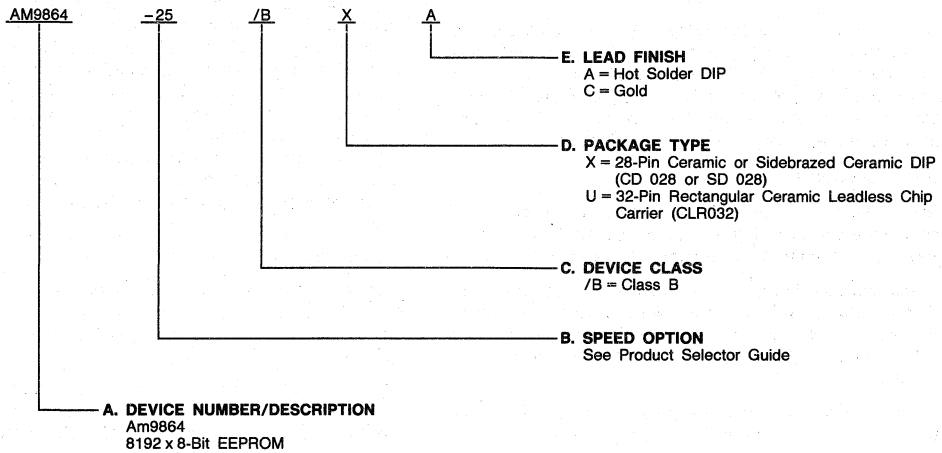 AM9864 -25 /B X A
E. LEAD FINISH
A = Hot Solder DIP
C = Gold
D. PACKAGE TYPE
X = 28-Pin Ceramic or Sidebrazed Ceramic DIP
(CD 028 or SD 028)
U = 32-Pin Rectangular Ceramic Leadless Chip
Carrier (CLR032)
C. DEVICE CLASS
/B = Class B
B. SPEED OPTION
See Product Selector Guide
A. DEVICE NUMBER/DESCRIPTION
Am9864
8192 x 8-Bit EEPROM